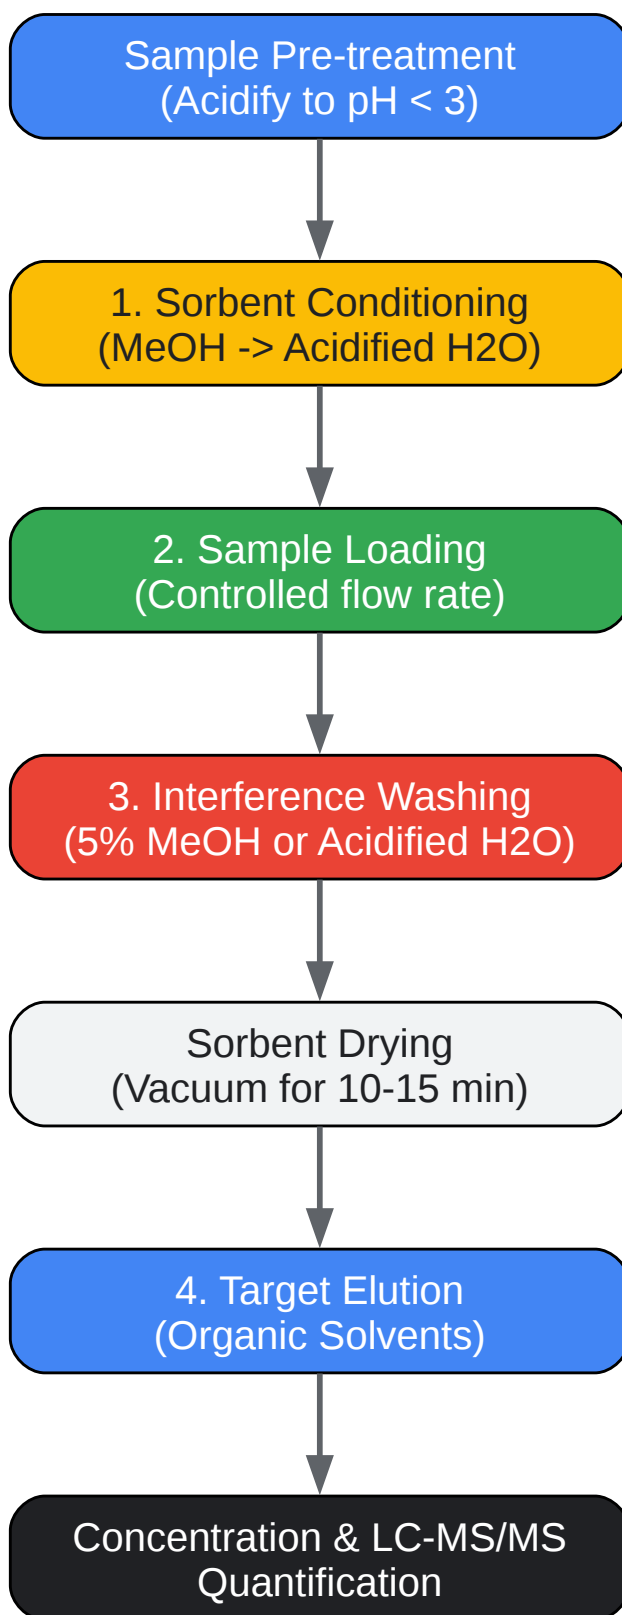 Sample Pre-treatment
(Acidify to pH < 3)
1. Sorbent Conditioning
(MeOH -> Acidified H2O)
2. Sample Loading
(Controlled flow rate)
3. Interference Washing
(5% MeOH or Acidified H2O)
Sorbent Drying
(Vacuum for 10-15 min)
4. Target Elution
(Organic Solvents)
Concentration & LC-MS/MS
Quantification